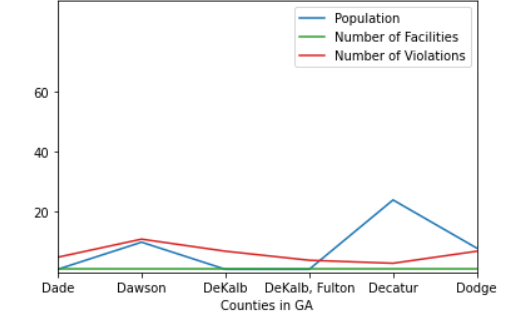 Population
Number of Facilities
Number of Violations
60
40
20
Dade Dawson DeKalb DeKalb, Fulton Decatur Dodge
Counties in GA